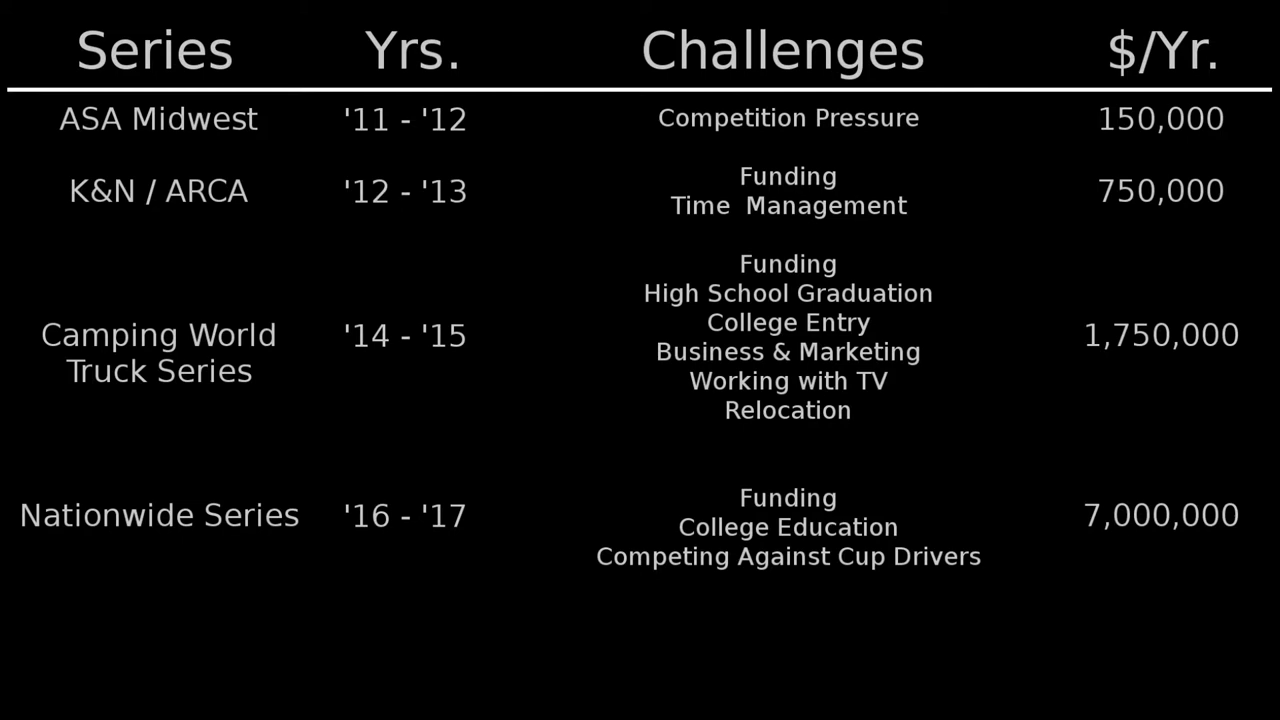 Series Yrs. Challenges $/Yr.
ASA Midwest '11 - '12 Competition Pressure 150,000
K&N / ARCA '12 - '13 Funding 750,000
Time  Management
Funding
High School Graduation
College Entry
Camping World '14 - '15 1,750,000
Truck Series
Business & Marketing
Working with TV
Relocation
Nationwide Series '16 - '17 7,000,000
Funding
College Education
Competing Against Cup Drivers